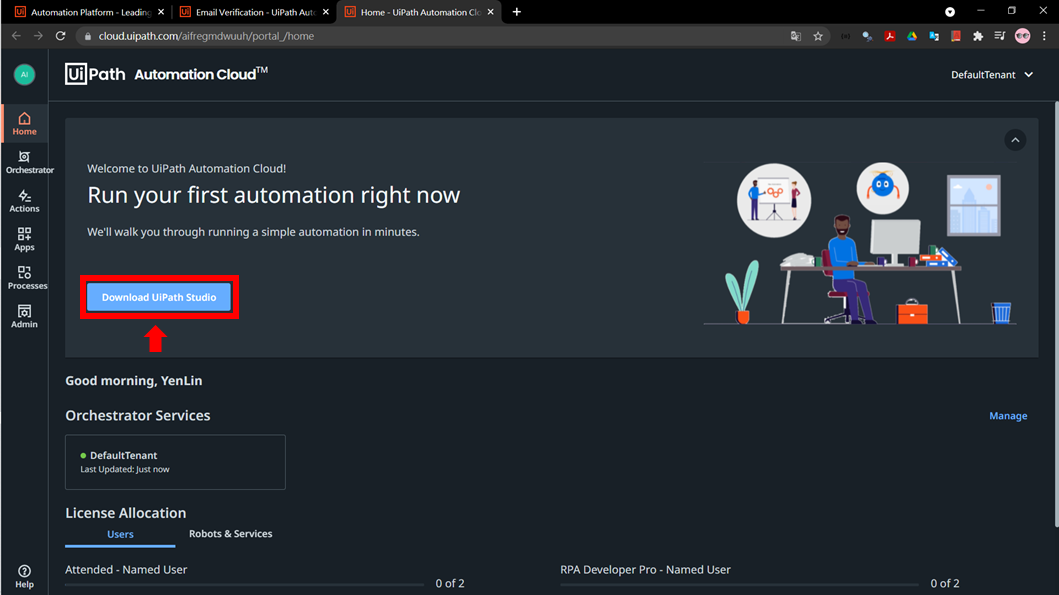 Automation Platform - Leading
Email Verification - UiPath Auto
Home - UiPath Automation Clo
cloud.uipath.com/aifregmdwuuh/portal_/home
AI
UiPath Automation Cloud™
DefaultTenant
Home
Orchestrator
Actions
Apps
Processes
Admin
Help
Welcome to UiPath Automation Cloud!
Run your first automation right now
We'll walk you through running a simple automation in minutes.
Download UiPath Studio
Good morning, YenLin
Orchestrator Services
Manage
DefaultTenant
Last Updated: Just now
License Allocation
Users
Robots & Services
Attended - Named User
0 of 2
RPA Developer Pro - Named User
0 of 2